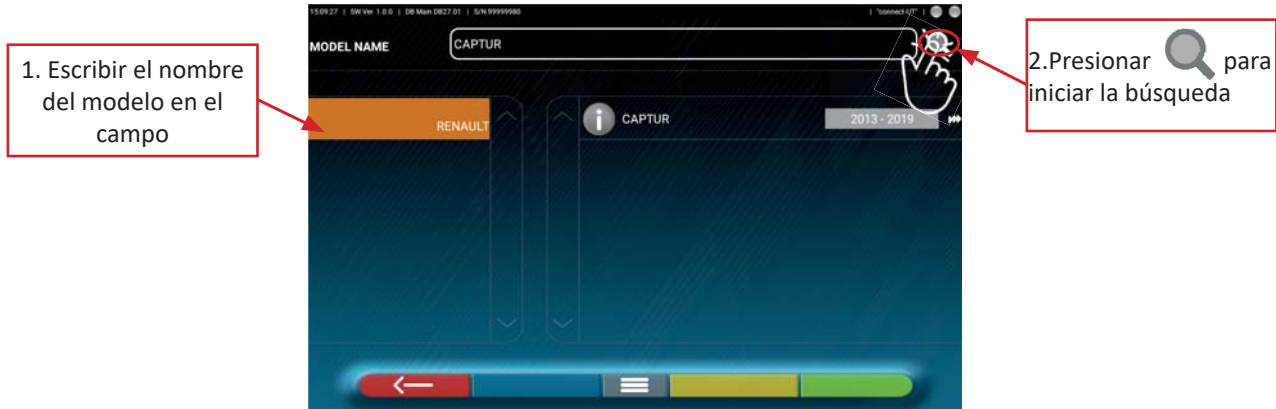 15:09:27 | SW Ver. 1.0.0 | DB Main DB27.01 | S/N 99999980 | "connect-UT" |
MODEL NAME CAPTUR
1. Escribir el nombre
del modelo en el
campo
2.Presionar para
iniciar la búsqueda
RENAULT
CAPTUR 2013 - 2019